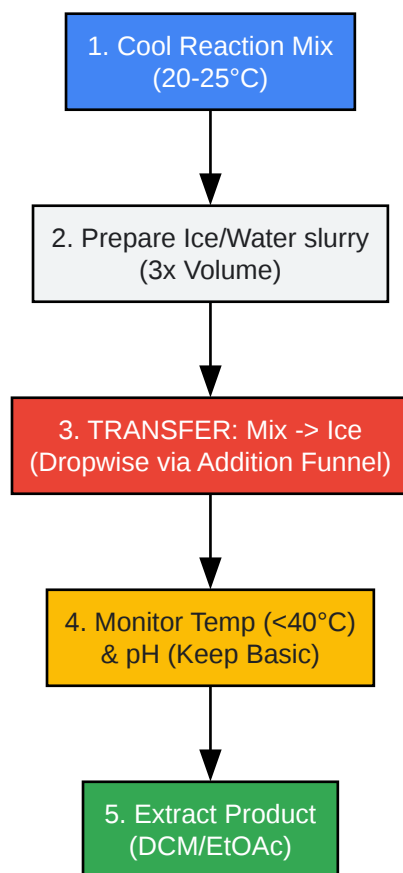 1. Cool Reaction Mix
(20-25°C)
2. Prepare Ice/Water slurry
(3x Volume)
3. TRANSFER: Mix -> Ice
(Dropwise via Addition Funnel)
4. Monitor Temp (<40°C)
& pH (Keep Basic)
5. Extract Product
(DCM/EtOAc)